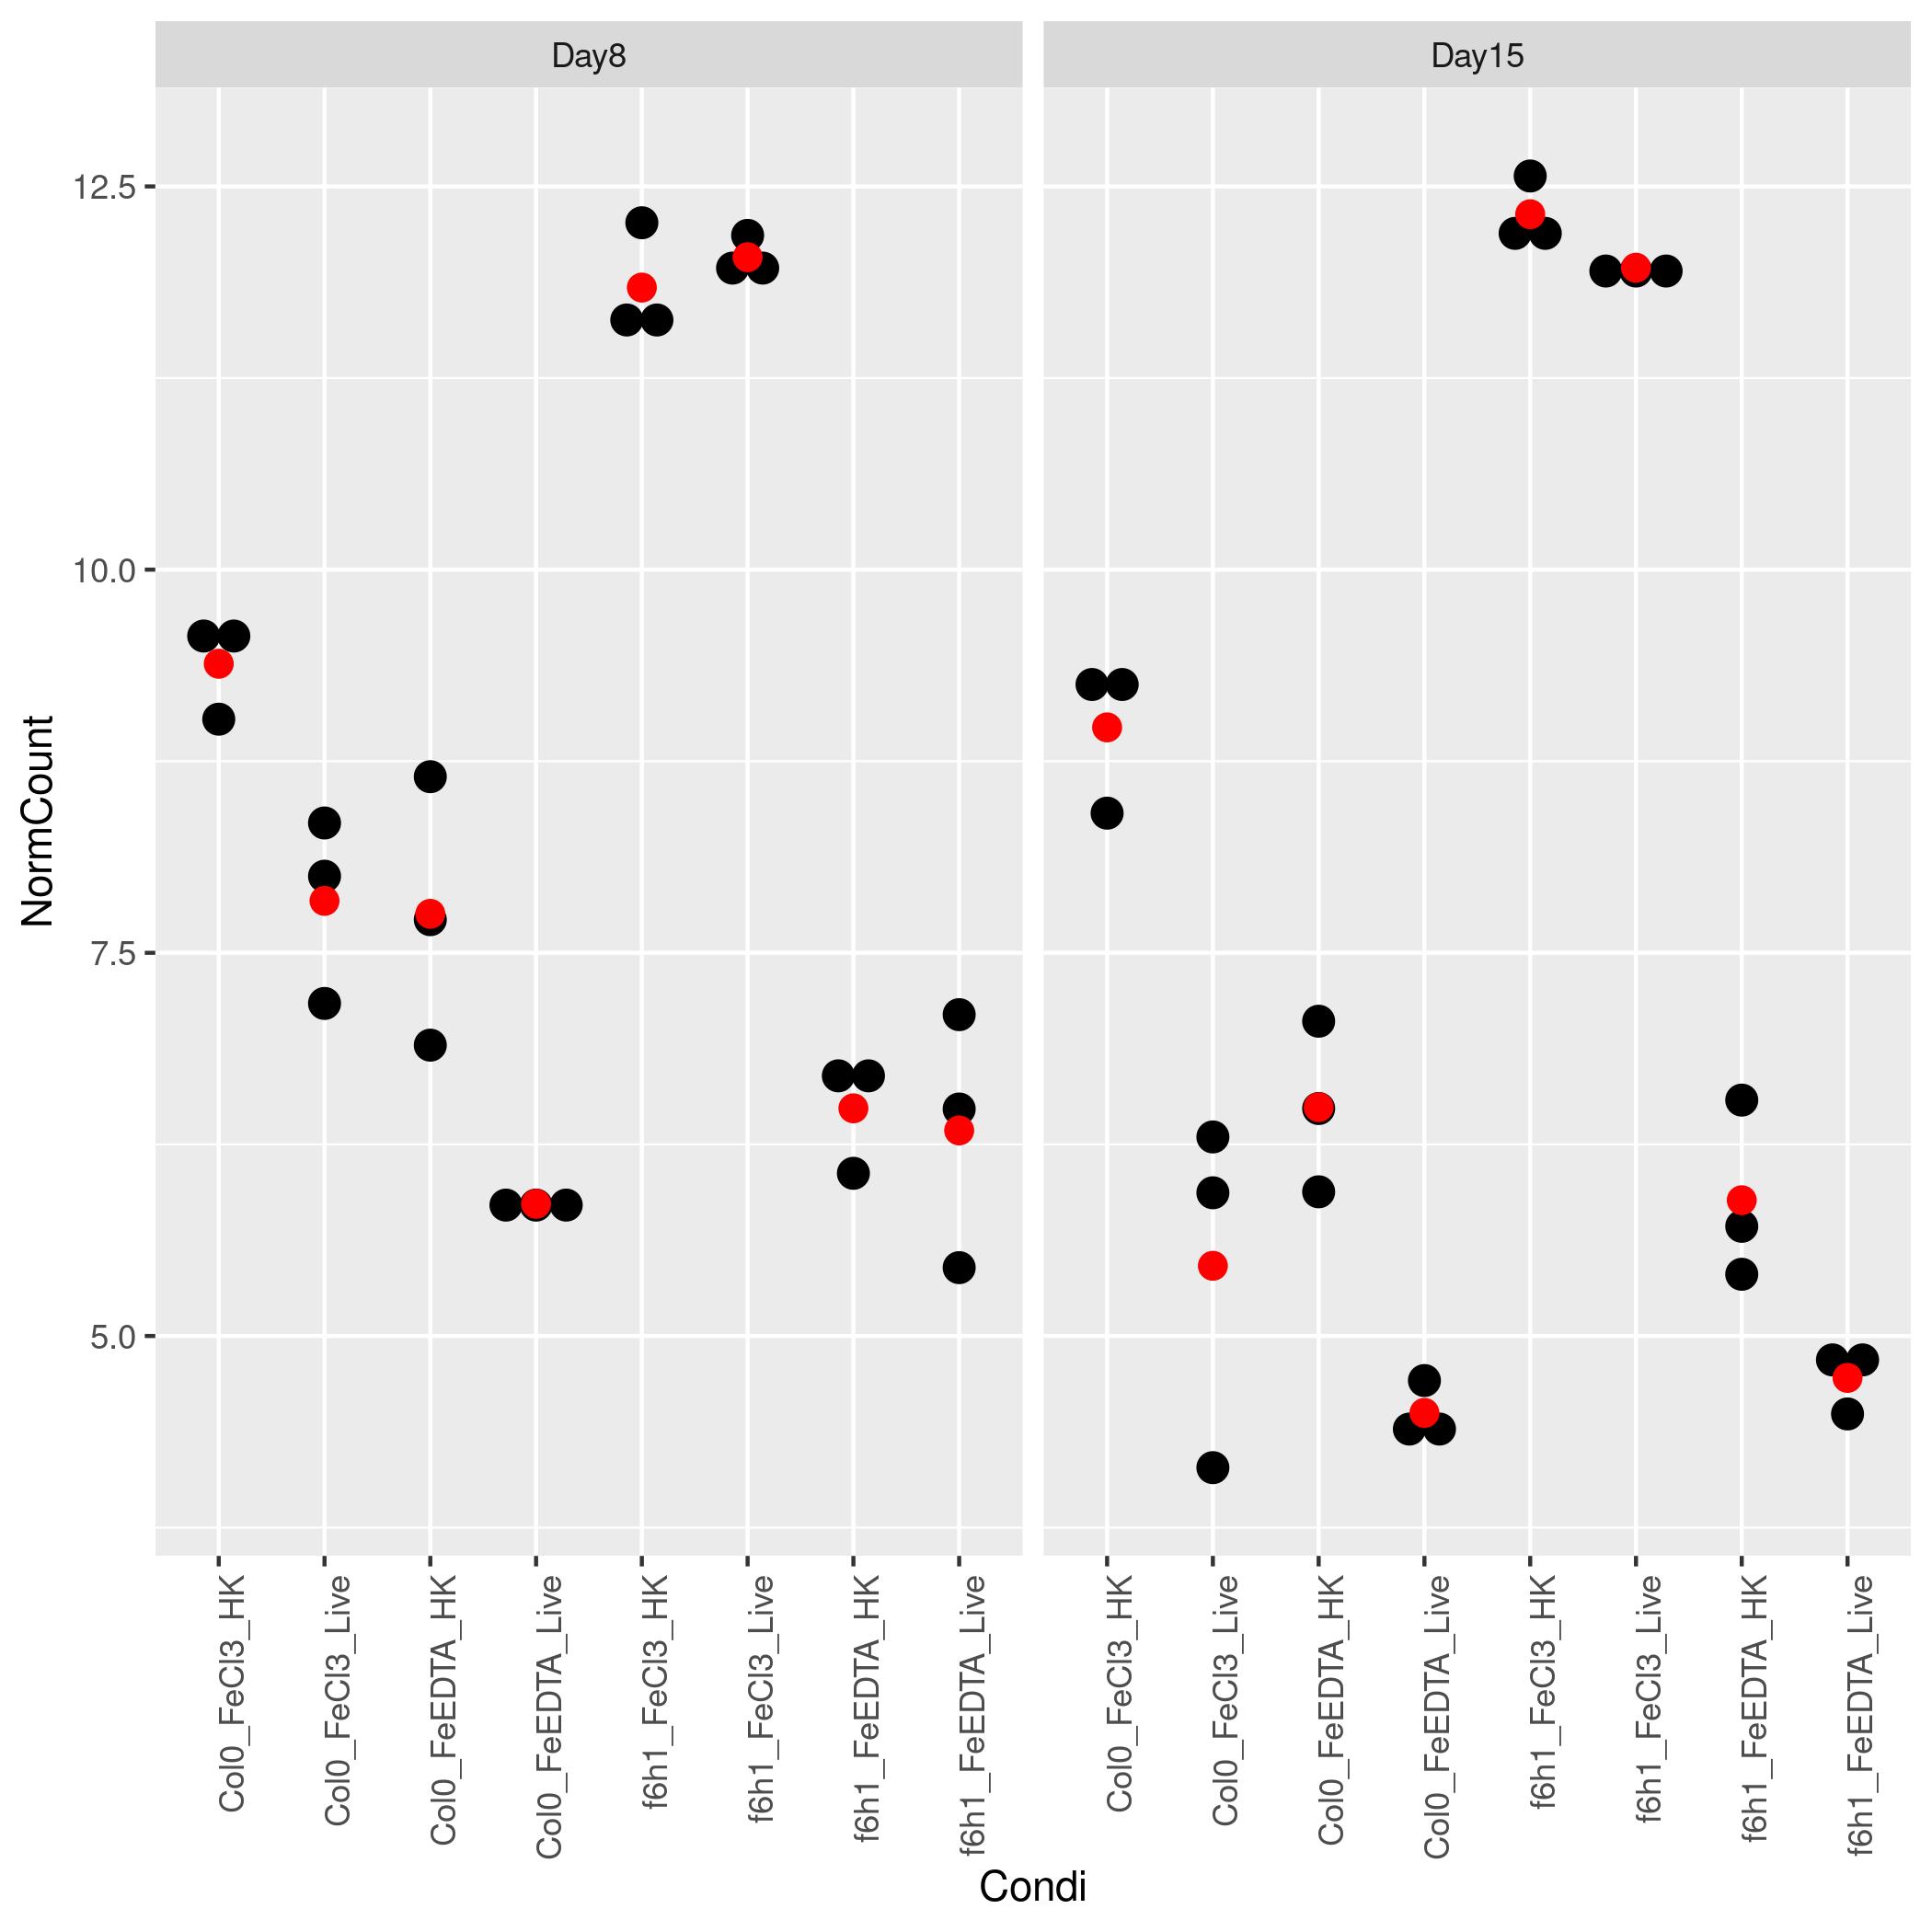 Day8
Day15
12.5
10.0
7.5
5.0
NormCount
Col0_FeCl3_HK
Col0_FeCl3_Live
Col0_FeEDTA_HK
Col0_FeEDTA_Live
f6h1_FeCl3_HK
f6h1_FeCl3_Live
f6h1_FeEDTA_HK
f6h1_FeEDTA_Live
Col0_FeCl3_HK
Col0_FeCl3_Live
Col0_FeEDTA_HK
Col0_FeEDTA_Live
f6h1_FeCl3_HK
f6h1_FeCl3_Live
f6h1_FeEDTA_HK
f6h1_FeEDTA_Live
Condi